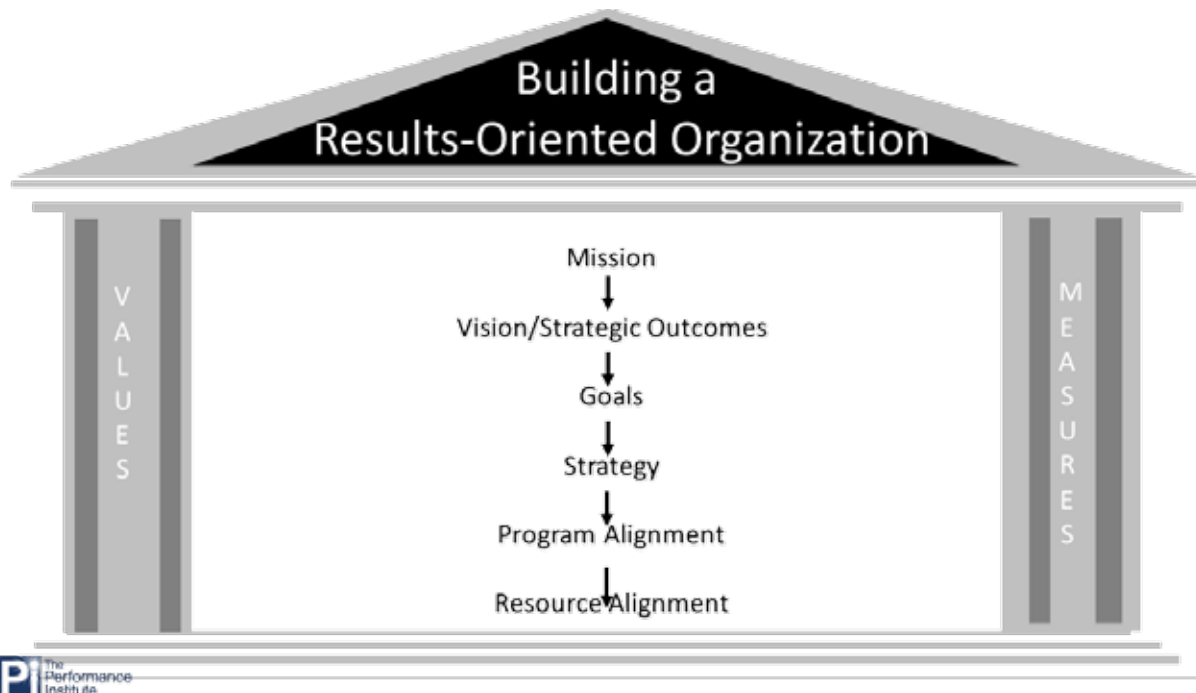 Building a
Results-Oriented Organization
VALUES
Mission
Vision/Strategic Outcomes
Goals
Strategy
Program Alignment
Resource Alignment
MEASURES
Pi
The
Performance
Institute